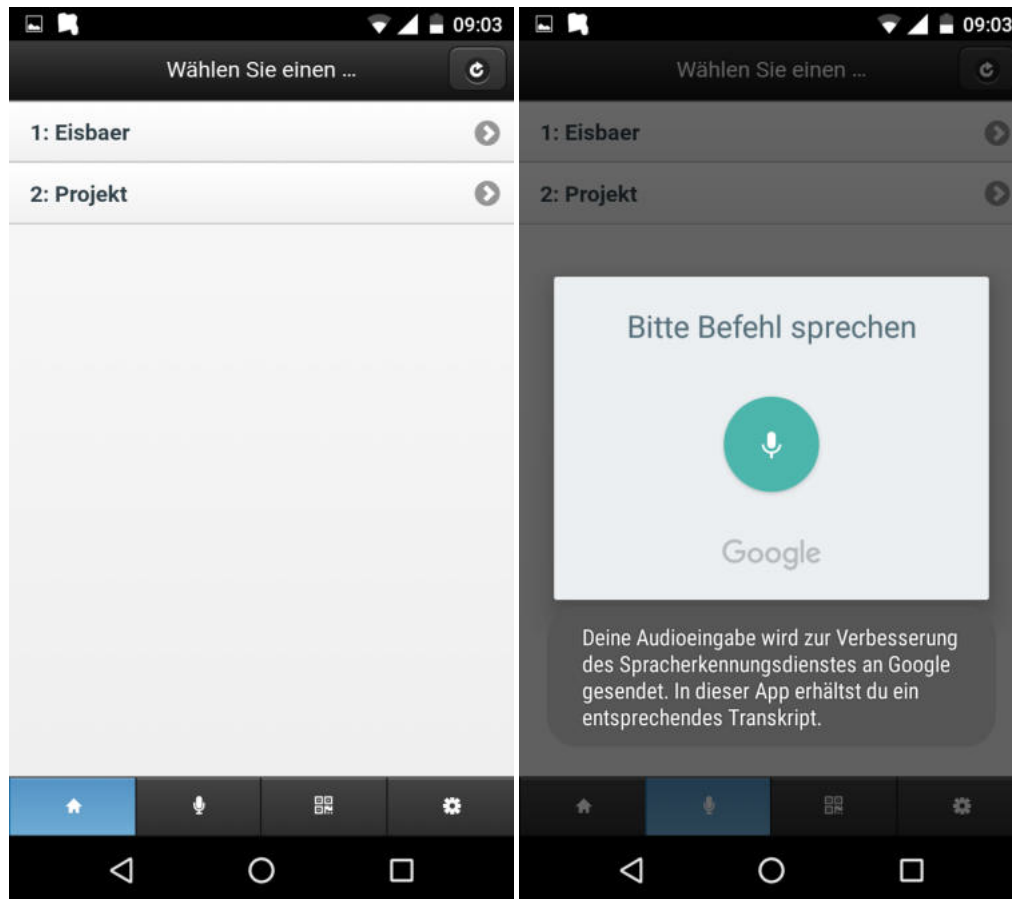 09:03
Wählen Sie einen ...
1: Eisbaer
2: Projekt
09:03
Wählen Sie einen ...
1: Eisbaer
2: Projekt
Bitte Befehl sprechen
Google
Deine Audioeingabe wird zur Verbesserung
des Spracherkennungsdienstes an Google
gesendet. In dieser App erhältst du ein
entsprechendes Transkript.